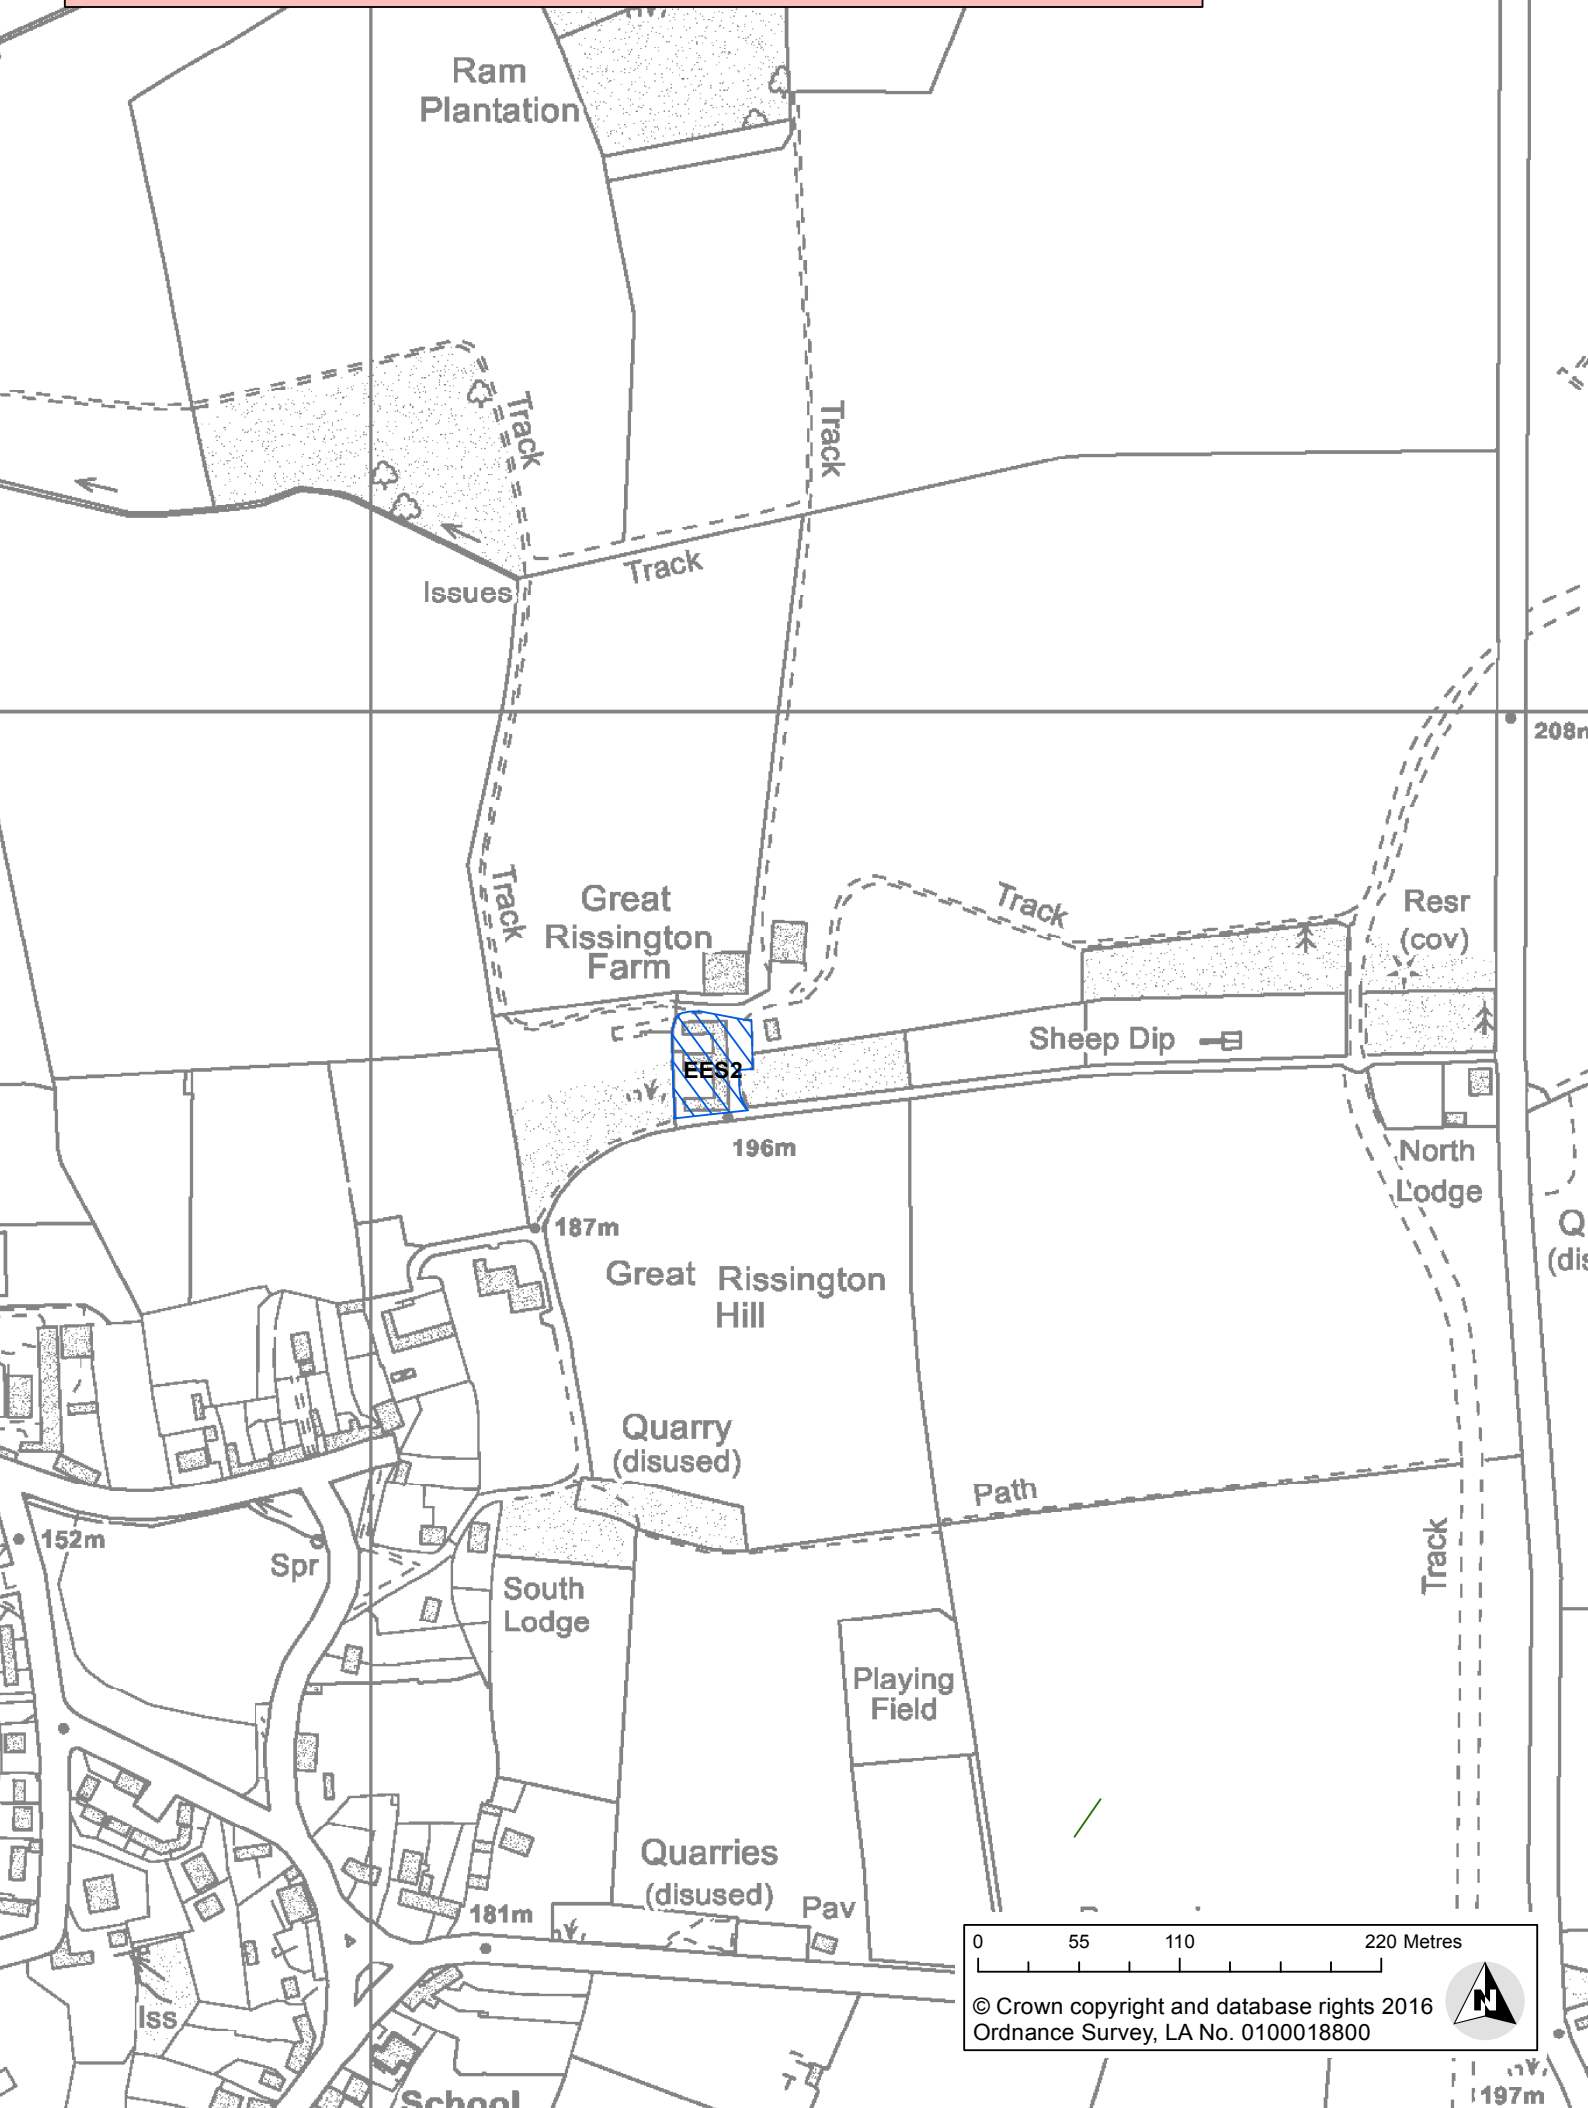 Ram
Plantation
Track
Track
Track
Issues
208m
Track
Great
Rissington
Farm
Track
Resr
(cov)
Sheep Dip
EES2
196m
North
Lodge
187m
Great Rissington
Hill
Quarry
(disused)
Path
152m
Spr
South
Lodge
Track
Playing
Field
Quarries
(disused)
Pav
181m
Iss
School
0 55 110 220 Metres
N
© Crown copyright and database rights 2016
Ordnance Survey, LA No. 0100018800
197m